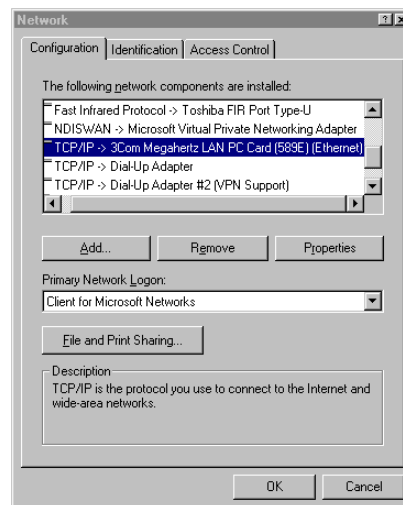 Network
Configuration Identification Access Control
The following network components are installed:
Fast Infrared Protocol -> Toshiba FIR Port Type-U
NDISWAN -> Microsoft Virtual Private Networking Adapter
TCP/IP -> 3Com Megahertz LAN PC Card (589E) (Ethernet)
TCP/IP -> Dial-Up Adapter
TCP/IP -> Dial-Up Adapter #2 (VPN Support)
Add... Remove Properties
Primary Network Logon:
Client for Microsoft Networks
File and Print Sharing...
Description
TCP/IP is the protocol you use to connect to the Internet and
wide-area networks.
OK Cancel